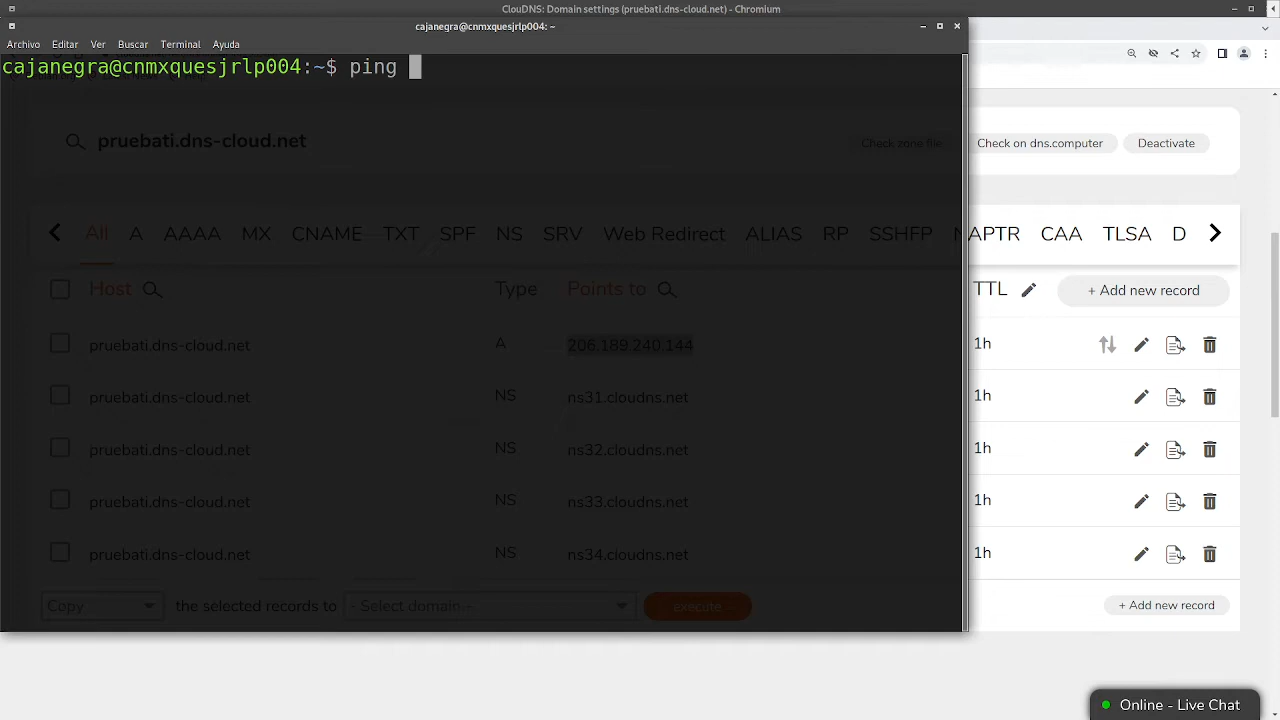 ClouDNS: Domain settings (pruebati.dns-cloud.net) - Chromium
cajanegra@cnmxquesjrlp004: ~
Archivo Editar Ver Buscar Terminal Ayuda
cajanegra@cnmxquesjrlp004:~$ ping
pruebati.dns-cloud.net Check zone file Check on dns.computer Deactivate
All A AAAA MX CNAME TXT SPF NS SRV Web Redirect ALIAS RP SSHFP NAPTR CAA TLSA D
Host Type Points to TTL + Add new record
pruebati.dns-cloud.net A 206.189.240.144 1h
pruebati.dns-cloud.net NS ns31.cloudns.net 1h
pruebati.dns-cloud.net NS ns32.cloudns.net 1h
pruebati.dns-cloud.net NS ns33.cloudns.net 1h
pruebati.dns-cloud.net NS ns34.cloudns.net 1h
Copy the selected records to - Select domain - execute + Add new record
Online - Live Chat